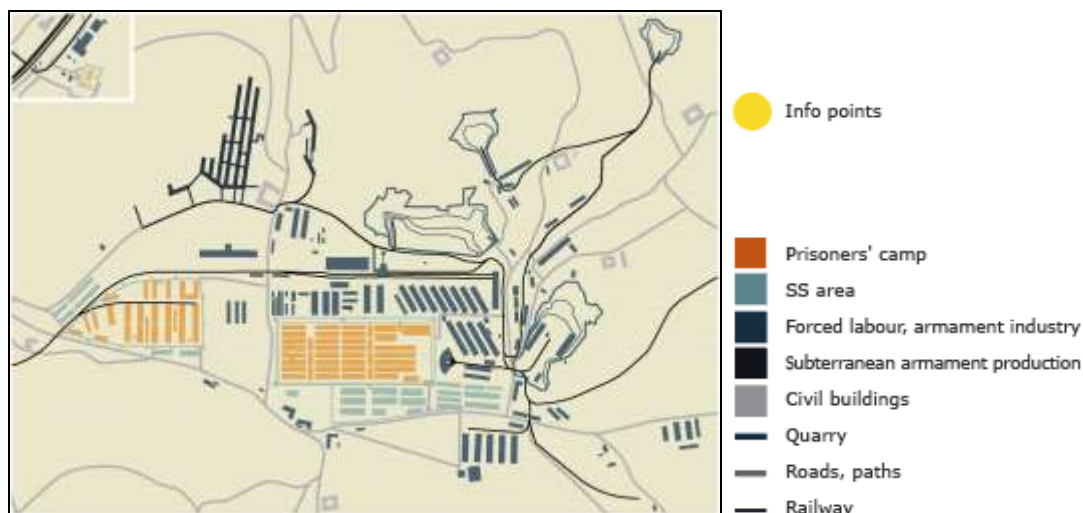 Info points
Prisoners' camp
SS area
Forced labour, armament industry
Subterranean armament production
Civil buildings
Quarry
Roads, paths
Railway